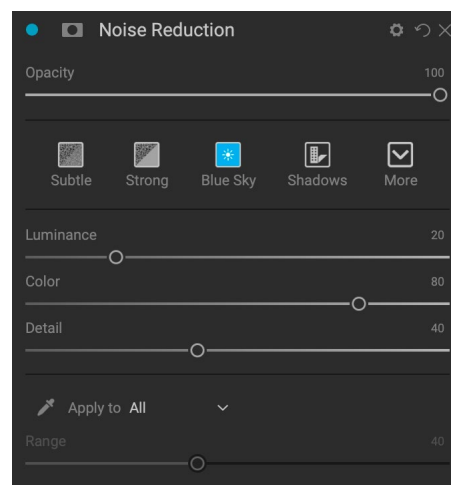 Noise Reduction
Opacity 100
Subtle Strong Blue Sky Shadows More
Luminance 20
Color 80
Detail 40
Apply to All
Range 40